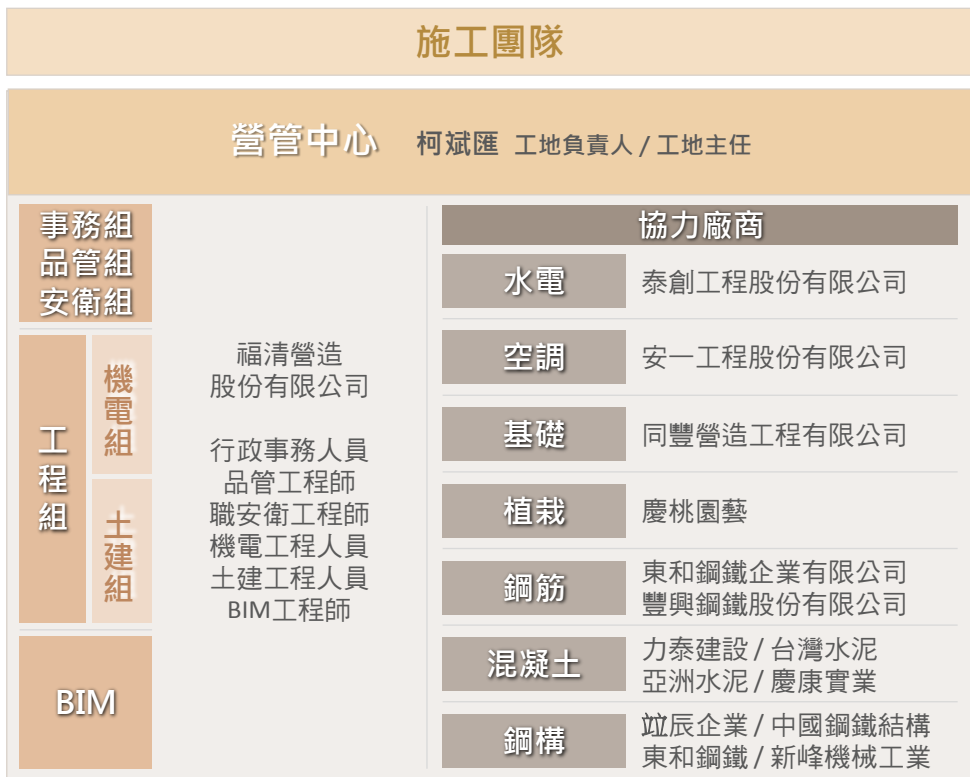 施工團隊
營管中心 柯斌匯 工地負責人 / 工地主任
事務組
品管組
安衛組
工程組
機電組
土建組
BIM
福清營造
股份有限公司
行政事務人員
品管工程師
職安衛工程師
機電工程人員
土建工程人員
BIM工程師
協力廠商
水電 泰創工程股份有限公司
空調 安一工程股份有限公司
基礎 同豐營造工程有限公司
植栽 慶桃園藝
鋼筋 東和鋼鐵企業有限公司
豐興鋼鐵股份有限公司
混凝土 力泰建設 / 台灣水泥
亞洲水泥 / 慶康實業
鋼構 竝辰企業 / 中國鋼鐵結構
東和鋼鐵 / 新峰機械工業